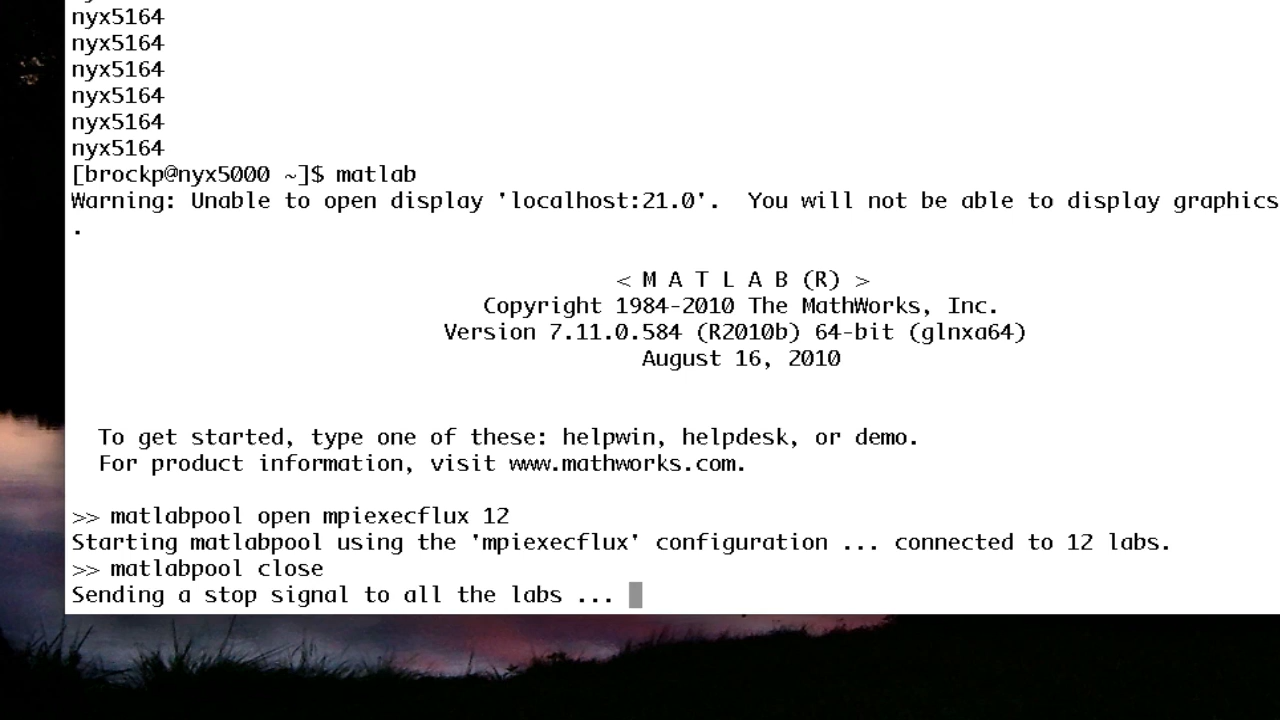 nyx5164
nyx5164
nyx5164
nyx5164
nyx5164
nyx5164
[brockp@nyx5000 ~]$ matlab
Warning: Unable to open display 'localhost:21.0'.  You will not be able to display graphics
.
< M A T L A B (R) >
Copyright 1984-2010 The MathWorks, Inc.
Version 7.11.0.584 (R2010b) 64-bit (glnxa64)
August 16, 2010
To get started, type one of these: helpwin, helpdesk, or demo.
For product information, visit www.mathworks.com.
>> matlabpool open mpiexecflux 12
Starting matlabpool using the 'mpiexecflux' configuration ... connected to 12 labs.
>> matlabpool close
Sending a stop signal to all the labs ...